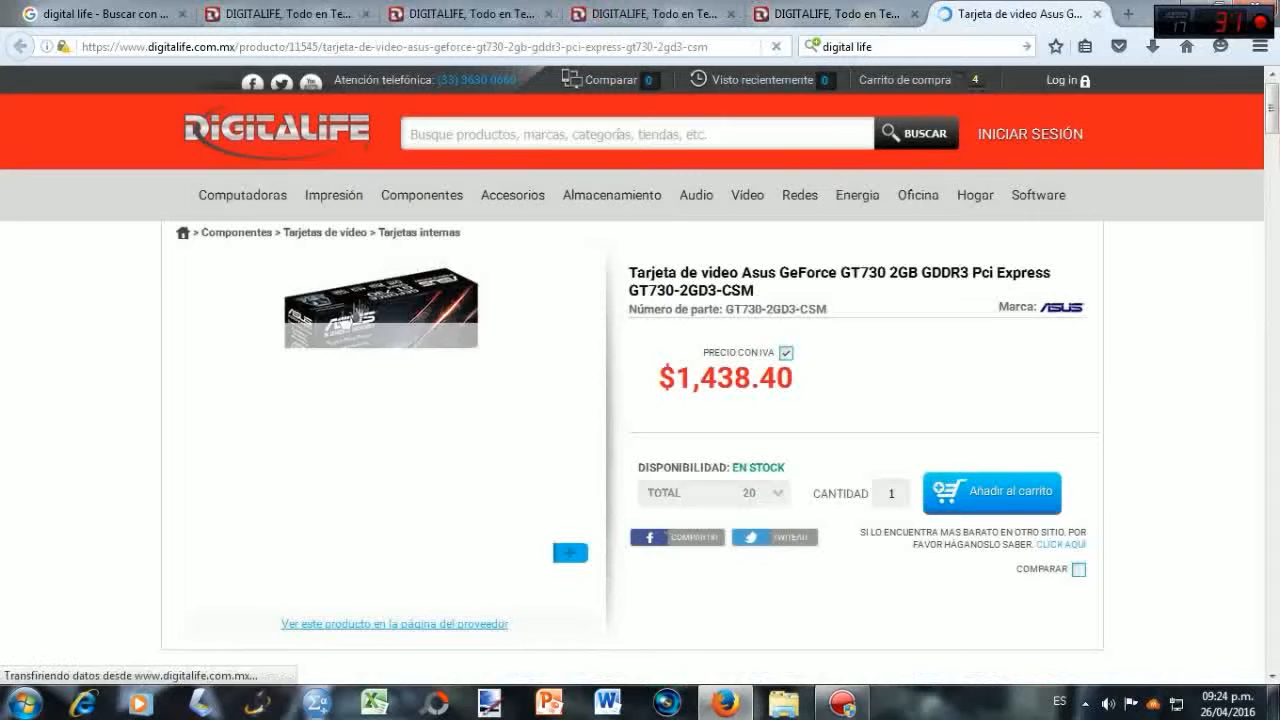 digital life - Buscar con ...
DIGITALIFE, Todo en Te...
DIGITALIFE, Todo en Te...
DIGITALIFE, Todo en Te...
DIGITALIFE, Todo en Te...
Tarjeta de video Asus G...
17
31
https://www.digitalife.com.mx/producto/11545/tarjeta-de-video-asus-geforce-gt730-2gb-gddr3-pci-express-gt730-2gd3-csm
digital life
Atención telefónica: (33) 3630 0660
Comparar 0
Visto recientemente 0
Carrito de compra 4
Log in
DIGITALIFE
Busque productos, marcas, categorías, tiendas, etc.
BUSCAR
INICIAR SESIÓN
Computadoras Impresión Componentes Accesorios Almacenamiento Audio Video Redes Energia Oficina Hogar Software
> Componentes > Tarjetas de video > Tarjetas internas
Tarjeta de video Asus GeForce GT730 2GB GDDR3 Pci Express
GT730-2GD3-CSM
Número de parte: GT730-2GD3-CSM
Marca: ASUS
ASUS
PRECIO CON IVA
$1,438.40
DISPONIBILIDAD: EN STOCK
TOTAL 20
CANTIDAD 1
Añadir al carrito
COMPARTIR
TWITEAR
SI LO ENCUENTRA MAS BARATO EN OTRO SITIO, POR
FAVOR HÁGANOSLO SABER. CLICK AQUI
COMPARAR
Ver este producto en la página del proveedor
Transfiriendo datos desde www.digitalife.com.mx...
ES
09:24 p.m.
26/04/2016